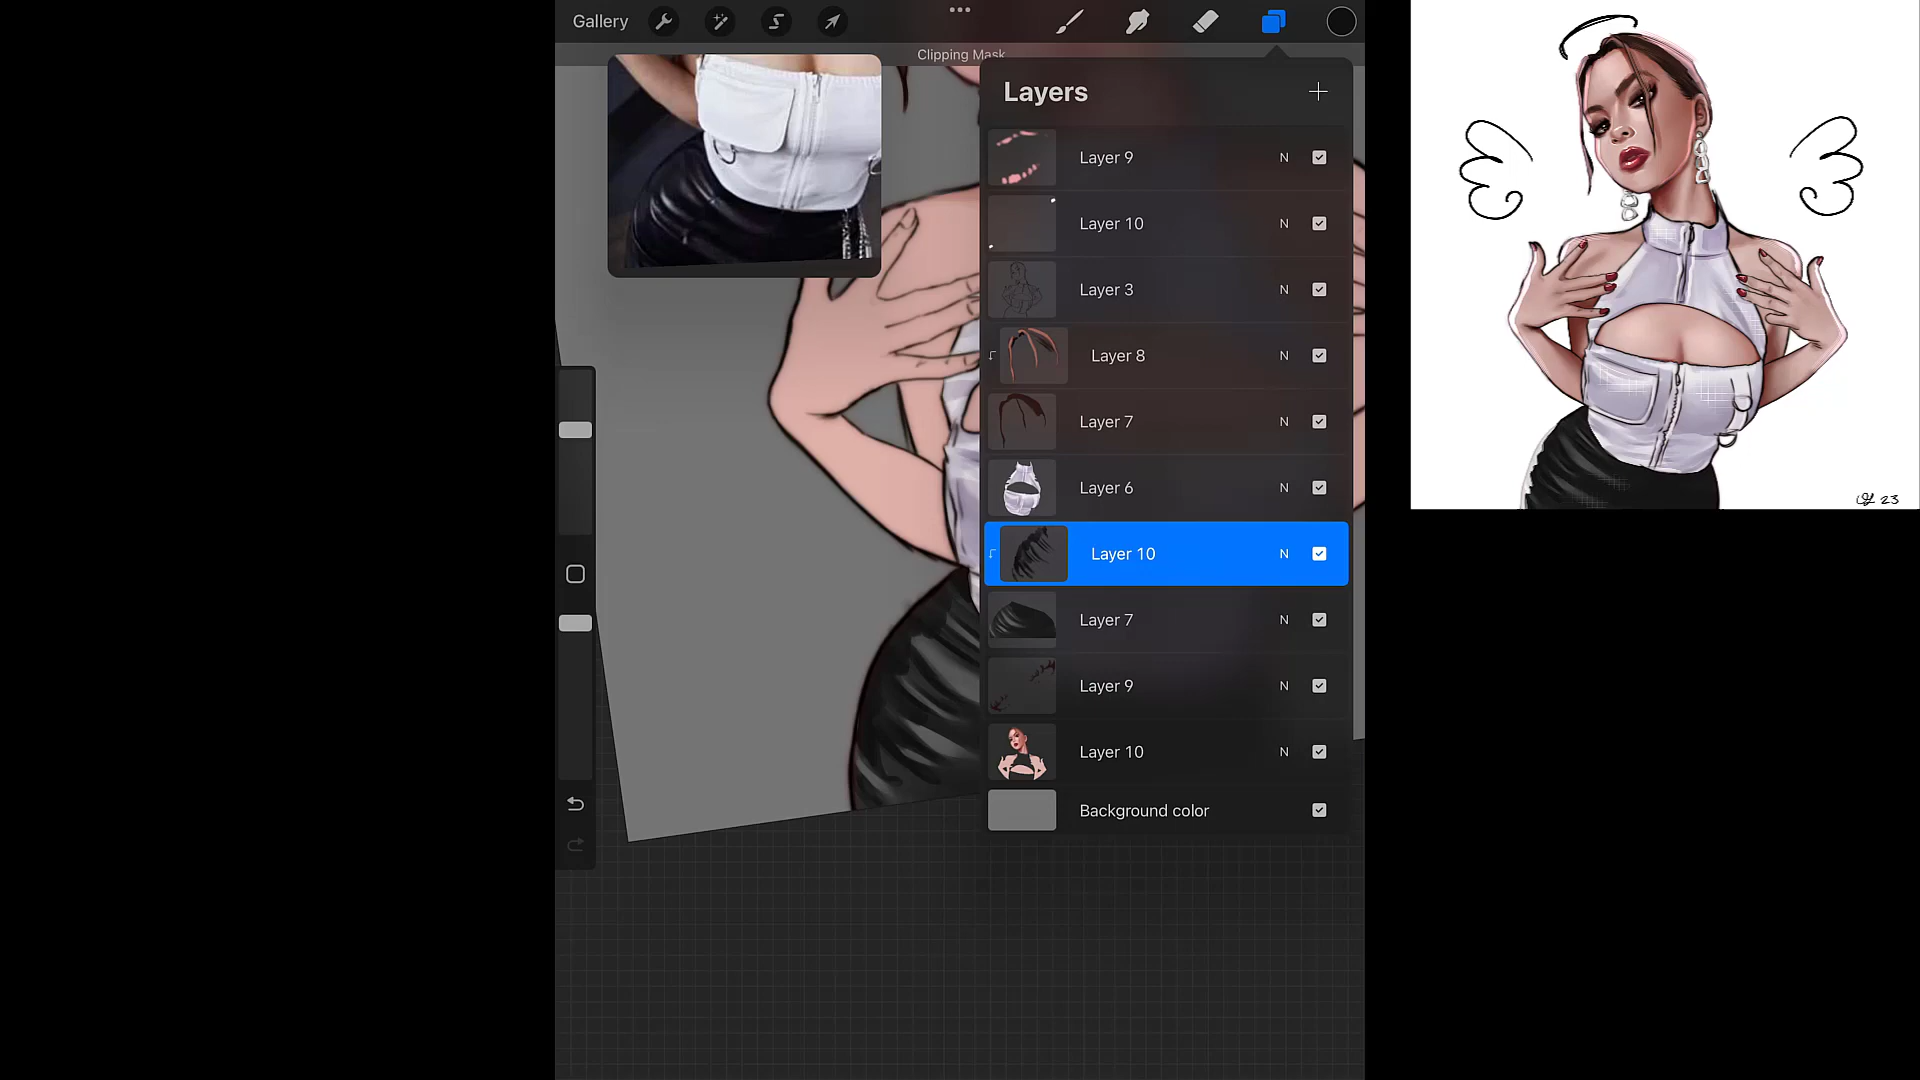 Gallery
Clipping Mask
Layers
Layer 9 N
Layer 10 N
Layer 3 N
Layer 8 N
Layer 7 N
Layer 6 N
Layer 10 N
Layer 7 N
Layer 9 N
Layer 10 N
Background color
23